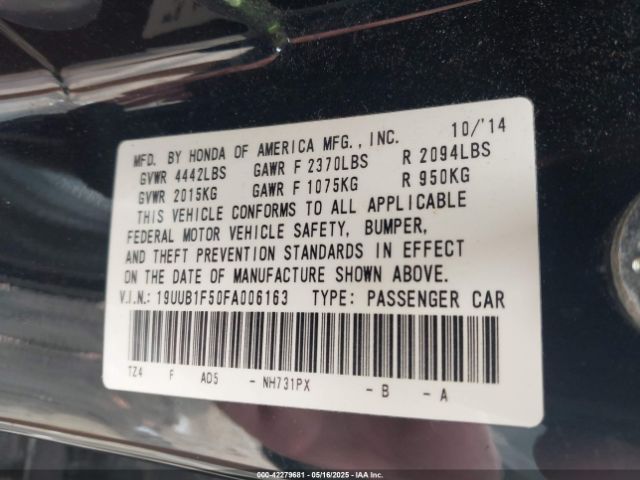 MFD. BY HONDA OF AMERICA MFG., INC. 10/'14
GVWR 4442LBS GAWR F 2370LBS R 2094LBS
GVWR 2015KG GAWR F 1075KG R 950KG
THIS VEHICLE CONFORMS TO ALL APPLICABLE
FEDERAL MOTOR VEHICLE SAFETY, BUMPER,
AND THEFT PREVENTION STANDARDS IN EFFECT
ON THE DATE OF MANUFACTURE SHOWN ABOVE.
V.I.N.: 19UUB1F50FA006163 TYPE: PASSENGER CAR
TZ4 F AD5 - NH731PX - B - A
000-42279681 - 05/16/2025 - IAA Inc.